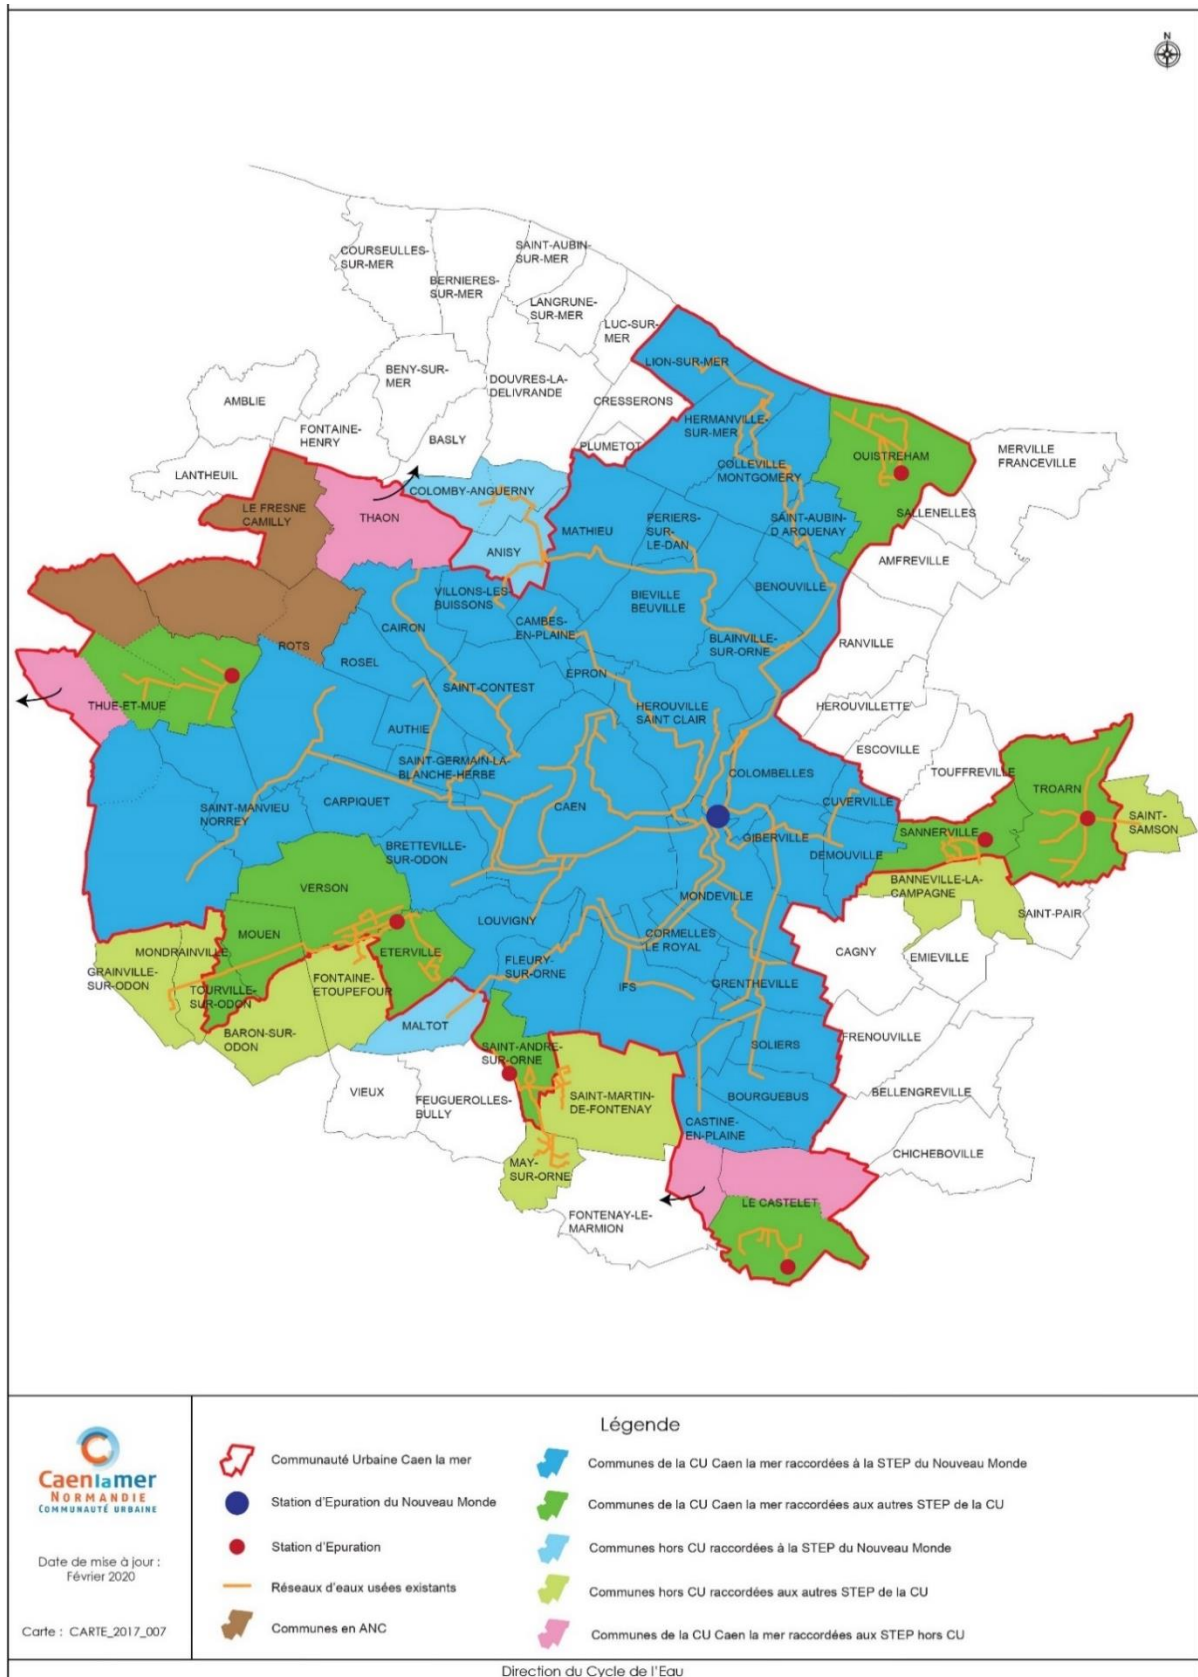 N
COURSEULLES-
SUR-MER
BERNIERES-
SUR-MER
SAINT-AUBIN-
SUR-MER
LANGRUNE-
SUR-MER
LUC-SUR-
MER
LION-SUR-MER
BENY-SUR-
MER
DOUVRES-LA-
DELIVRANDE
CRESSERONS
AMBLIE
FONTAINE-
HENRY
BASLY
PLUMETOT
HERMANVILLE-
SUR-MER
LANTHEUIL
COLLEVILLE
MONTGOMERY
OUISTREHAM
MERVILLE
FRANCEVILLE
COLOMBY-ANGUERNY
LE FRESNE
CAMILLY
THAON
MATHIEU
PERIERS-
SUR-
LE-DAN
SAINT-AUBIN-
D ARQUENAY
SALLENELLES
ANISY
AMFREVILLE
VILLONS-LES-
BUISSONS
BIEVILLE
BEUVILLE
BENOUVILLE
CAIRON
CAMBES-
EN-PLAINE
BLAINVILLE-
SUR-ORNE
RANVILLE
ROTS
ROSEL
EPRON
SAINT-CONTEST
THUE-ET-MUE
HEROUVILLE
SAINT CLAIR
HEROUVILLETTE
AUTHIE
ESCOVILLE
SAINT-GERMAIN-LA-
BLANCHE-HERBE
COLOMBELLES
TOUFFREVILLE
TROARN
SAINT-MANVIEU
NORREY
CARPIQUET
CAEN
CUVERVILLE
SAINT-
SAMSON
BRETTEVILLE-
SUR-ODON
GIBERVILLE
SANNERVILLE
DEMOUVILLE
VERSON
BANNEVILLE-LA-
CAMPAGNE
MONDEVILLE
SAINT-PAIR
LOUVIGNY
MOUEN
CORMELLES
LE ROYAL
MONDRAINVILLE
ETERVILLE
CAGNY
EMIEVILLE
GRAINVILLE-
SUR-ODON
FLEURY-
SUR-ORNE
FONTAINE-
ETOUPEFOUR
TOURVILLE-
SUR-ODON
IFS
GRENTHEVILLE
BARON-SUR-
ODON
MALTOT
FRENOUVILLE
SAINT-ANDRE-
SUR-ORNE
SOLIERS
VIEUX
FEUGUEROLLES-
BULLY
SAINT-MARTIN-
DE-FONTENAY
BOURGUEBUS
BELLENGREVILLE
CASTINE-
EN-PLAINE
CHICHEBOVILLE
MAY-
SUR-ORNE
LE CASTELET
FONTENAY-LE-
MARMION
Caenlamer
NORMANDIE
COMMUNAUTÉ URBAINE
Date de mise à jour :
Février 2020
Carte : CARTE_2017_007
Légende
Communauté Urbaine Caen la mer
Station d'Epuration du Nouveau Monde
Station d'Epuration
Réseaux d'eaux usées existants
Communes en ANC
Communes de la CU Caen la mer raccordées à la STEP du Nouveau Monde
Communes de la CU Caen la mer raccordées aux autres STEP de la CU
Communes hors CU raccordées à la STEP du Nouveau Monde
Communes hors CU raccordées aux autres STEP de la CU
Communes de la CU Caen la mer raccordées aux STEP hors CU
Direction du Cycle de l'Eau